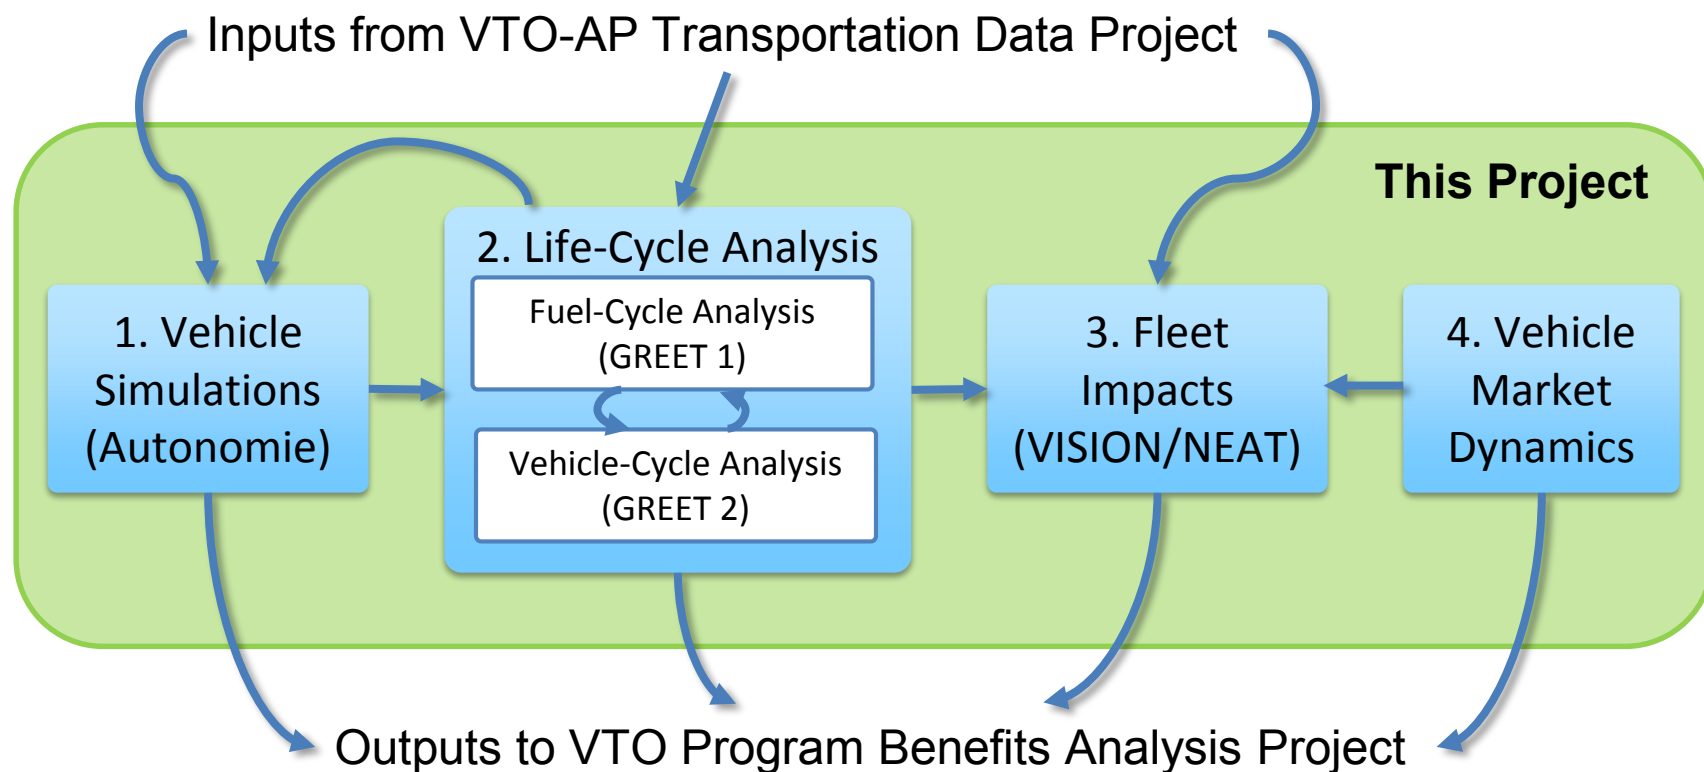 Inputs from VTO-AP Transportation Data Project
This Project
1. Vehicle
Simulations
(Autonomie)
2. Life-Cycle Analysis
Fuel-Cycle Analysis
(GREET 1)
Vehicle-Cycle Analysis
(GREET 2)
3. Fleet
Impacts
(VISION/NEAT)
4. Vehicle
Market
Dynamics
Outputs to VTO Program Benefits Analysis Project